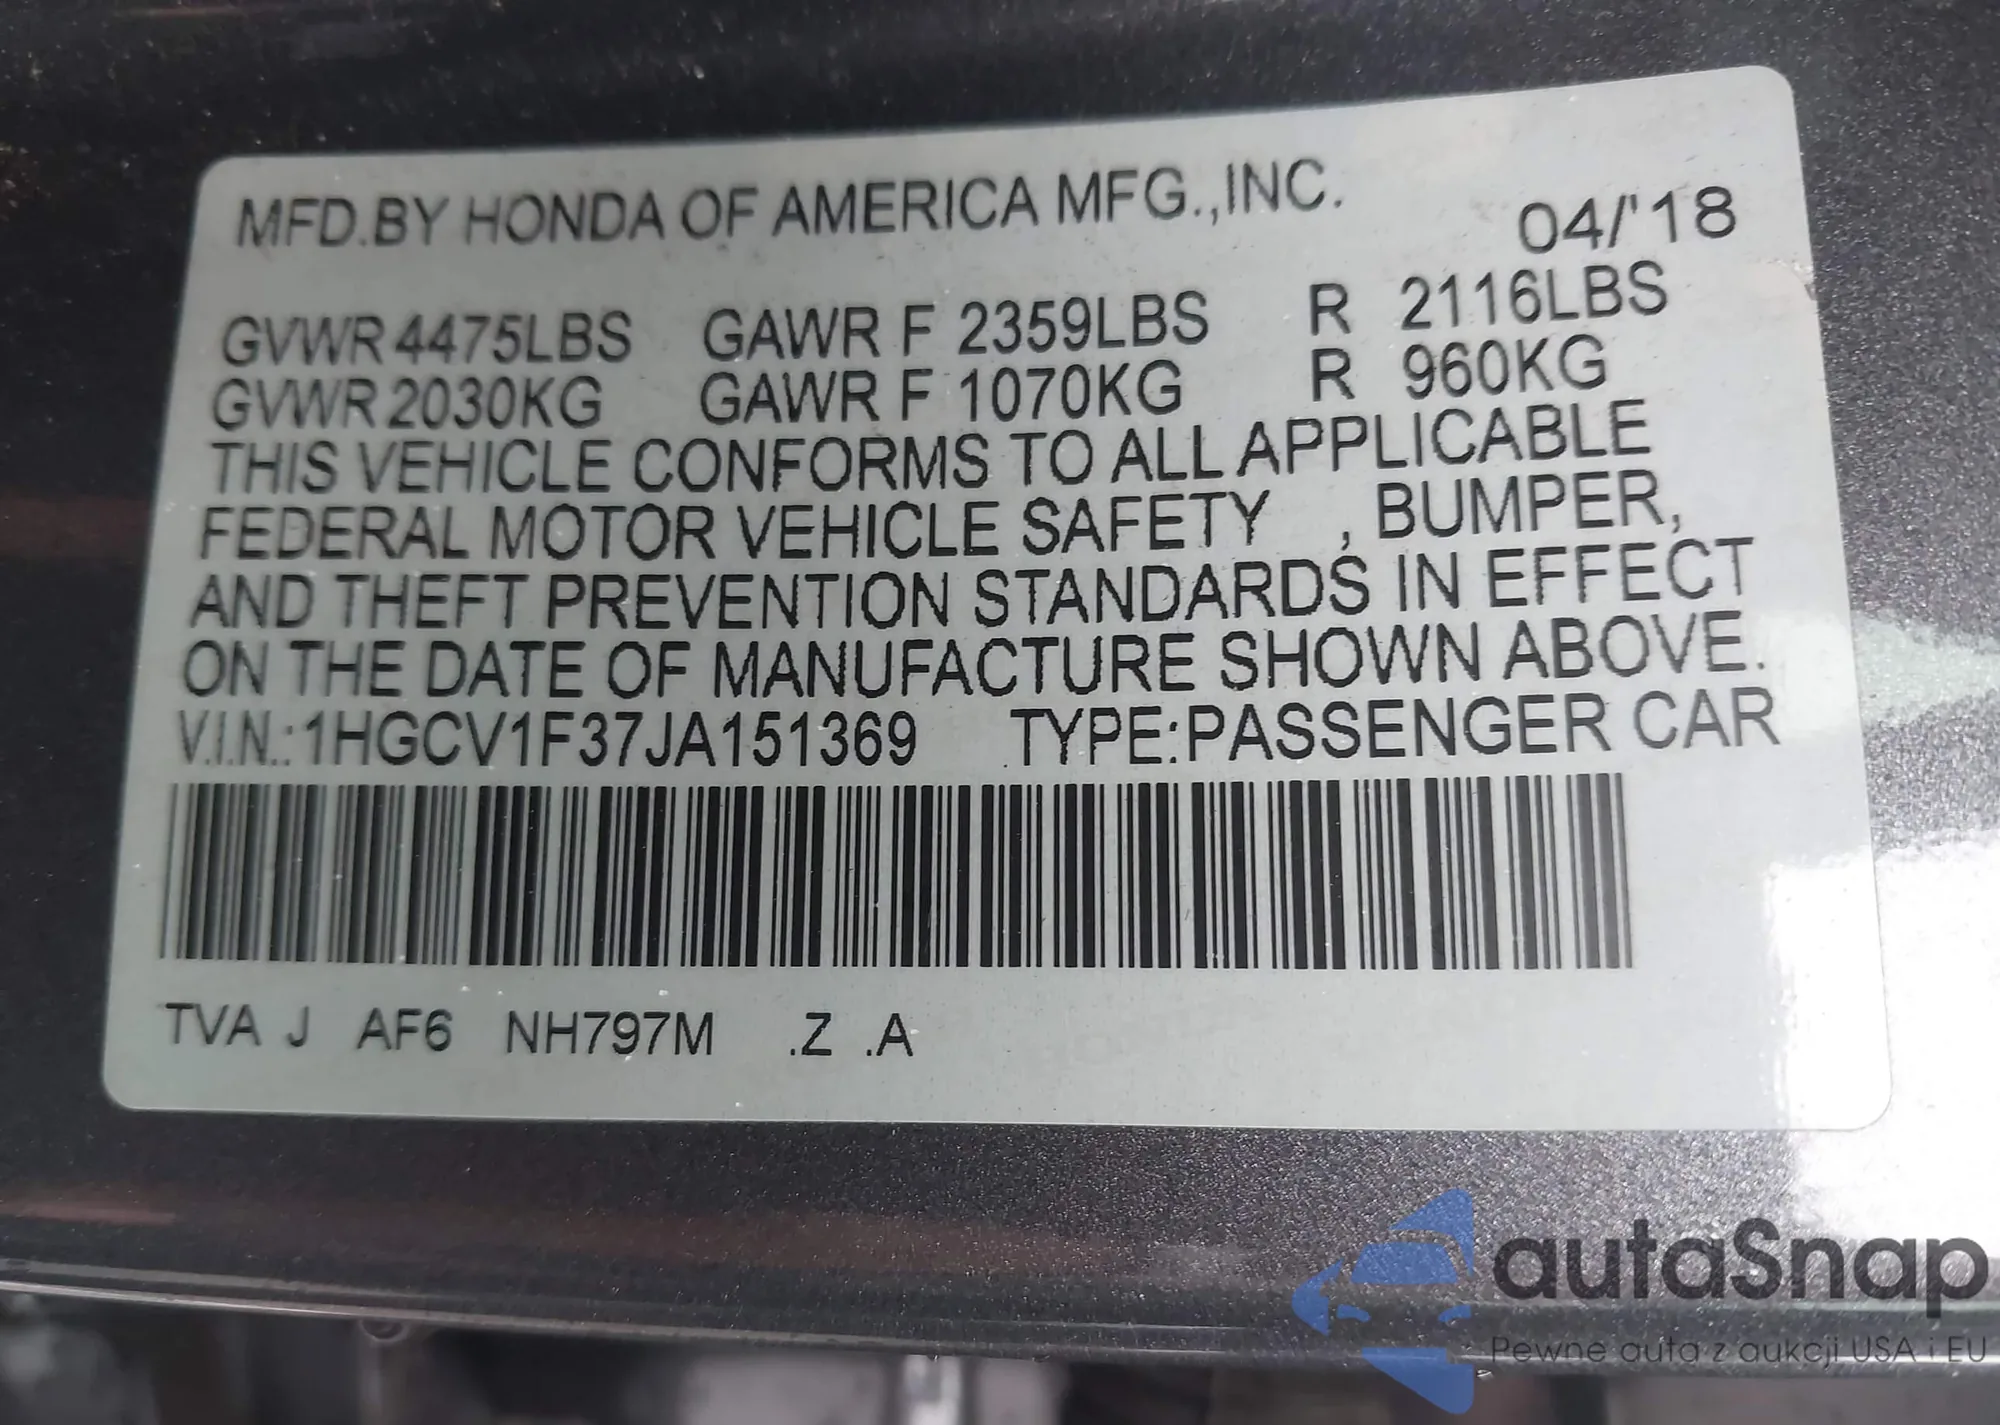 MFD.BY HONDA OF AMERICA MFG.,INC.
04/'18
GVWR 4475LBS GAWR F 2359LBS R 2116LBS
GVWR 2030KG GAWR F 1070KG R 960KG
THIS VEHICLE CONFORMS TO ALL APPLICABLE
FEDERAL MOTOR VEHICLE SAFETY , BUMPER,
AND THEFT PREVENTION STANDARDS IN EFFECT
ON THE DATE OF MANUFACTURE SHOWN ABOVE.
V.I.N.:1HGCV1F37JA151369 TYPE:PASSENGER CAR
TVA J AF6 NH797M .Z .A
autaSnap
Pewne auta z aukcji USA i EU